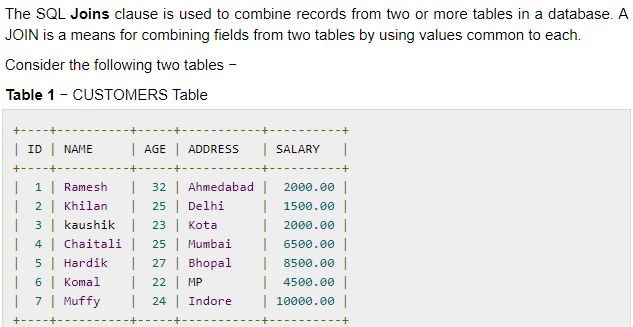 The SQL Joins clause is used to combine records from two or more tables in a database. A
JOIN is a means for combining fields from two tables by using values common to each.
Consider the following two tables −
Table 1 − CUSTOMERS Table
+----+----------+-----+-----------+----------+
| ID | NAME     | AGE | ADDRESS   | SALARY   |
+----+----------+-----+-----------+----------+
|  1 | Ramesh   |  32 | Ahmedabad |  2000.00 |
|  2 | Khilan   |  25 | Delhi     |  1500.00 |
|  3 | kaushik  |  23 | Kota      |  2000.00 |
|  4 | Chaitali |  25 | Mumbai    |  6500.00 |
|  5 | Hardik   |  27 | Bhopal    |  8500.00 |
|  6 | Komal    |  22 | MP        |  4500.00 |
|  7 | Muffy    |  24 | Indore    | 10000.00 |
+----+----------+-----+-----------+----------+